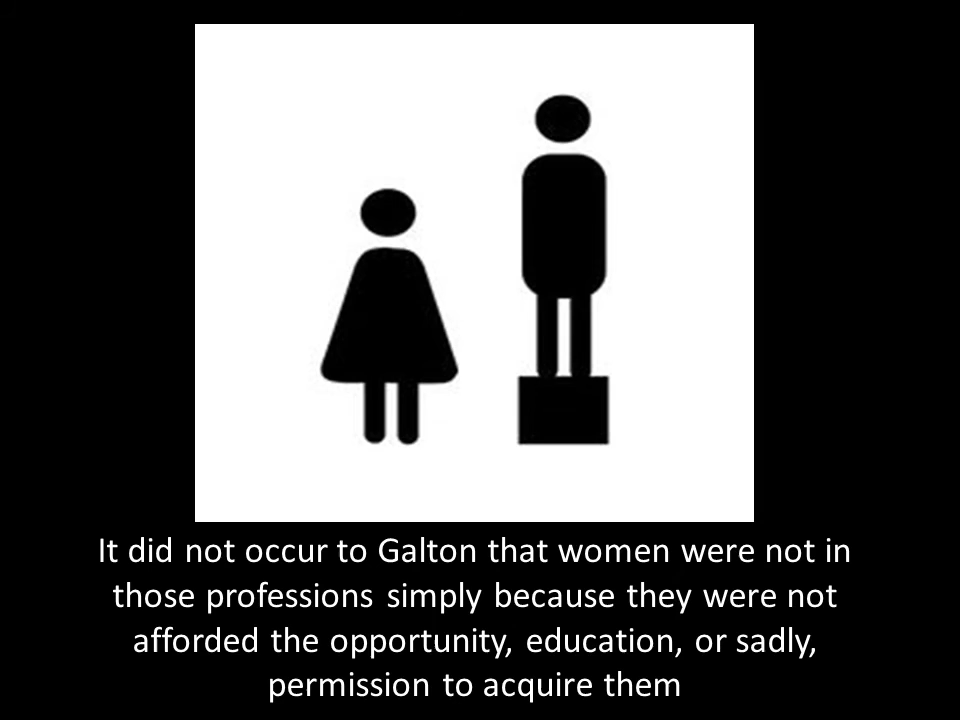 It did not occur to Galton that women were not in
those professions simply because they were not
afforded the opportunity, education, or sadly,
permission to acquire them